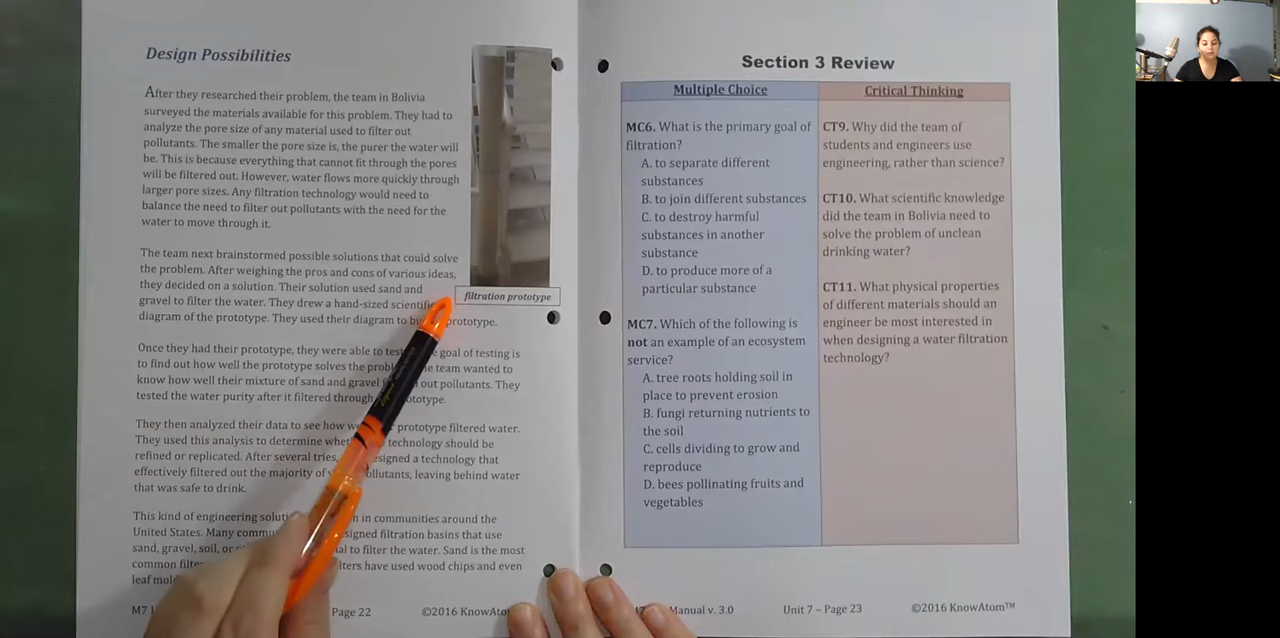 Design Possibilities
After they researched their problem, the team in Bolivia
surveyed the materials available for this problem. They had to
analyze the pore size of any material used to filter out
pollutants. The smaller the pore size is, the purer the water will
be. This is because everything that cannot fit through the pores
will be filtered out. However, water flows more quickly through
larger pore sizes. Any filtration technology would need to
balance the need to filter out pollutants with the need for the
water to move through it.
The team next brainstormed possible solutions that could solve
the problem. After weighing the pros and cons of various ideas,
they decided on a solution. Their solution used sand and
gravel to filter the water. They drew a hand-sized scientific
diagram of the prototype. They used their diagram to prototype.
filtration prototype
Once they had their prototype, they were able to goal of testing is
to find out how well the prototype solves the team wanted to
know how well their mixture of sand and gravel out pollutants. They
tested the water purity after it filtered through
They then analyzed their data to see how prototype filtered water.
They used this analysis to determine technology should be
refined or replicated. After several tries, designed a technology that
effectively filtered out the majority of pollutants, leaving behind water
that was safe to drink.
This kind of engineering in communities around the
United States. Many filtration basins that use
sand, gravel, soil, or to filter the water. Sand is the most
common have used wood chips and even
leaf
Page 22
©2016
Section 3 Review
Multiple Choice
MC6. What is the primary goal of
filtration?
A. to separate different
substances
B. to join different substances
C. to destroy harmful
substances in another
substance
D. to produce more of a
particular substance
MC7. Which of the following is
not an example of an ecosystem
service?
A. tree roots holding soil in
place to prevent erosion
B. fungi returning nutrients to
the soil
C. cells dividing to grow and
reproduce
D. bees pollinating fruits and
vegetables
Critical Thinking
CT9. Why did the team of
students and engineers use
engineering, rather than science?
CT10. What scientific knowledge
did the team in Bolivia need to
solve the problem of unclean
drinking water?
CT11. What physical properties
of different materials should an
engineer be most interested in
when designing a water filtration
technology?
Manual v. 3.0
Unit 7 – Page 23
©2016 KnowAtom™